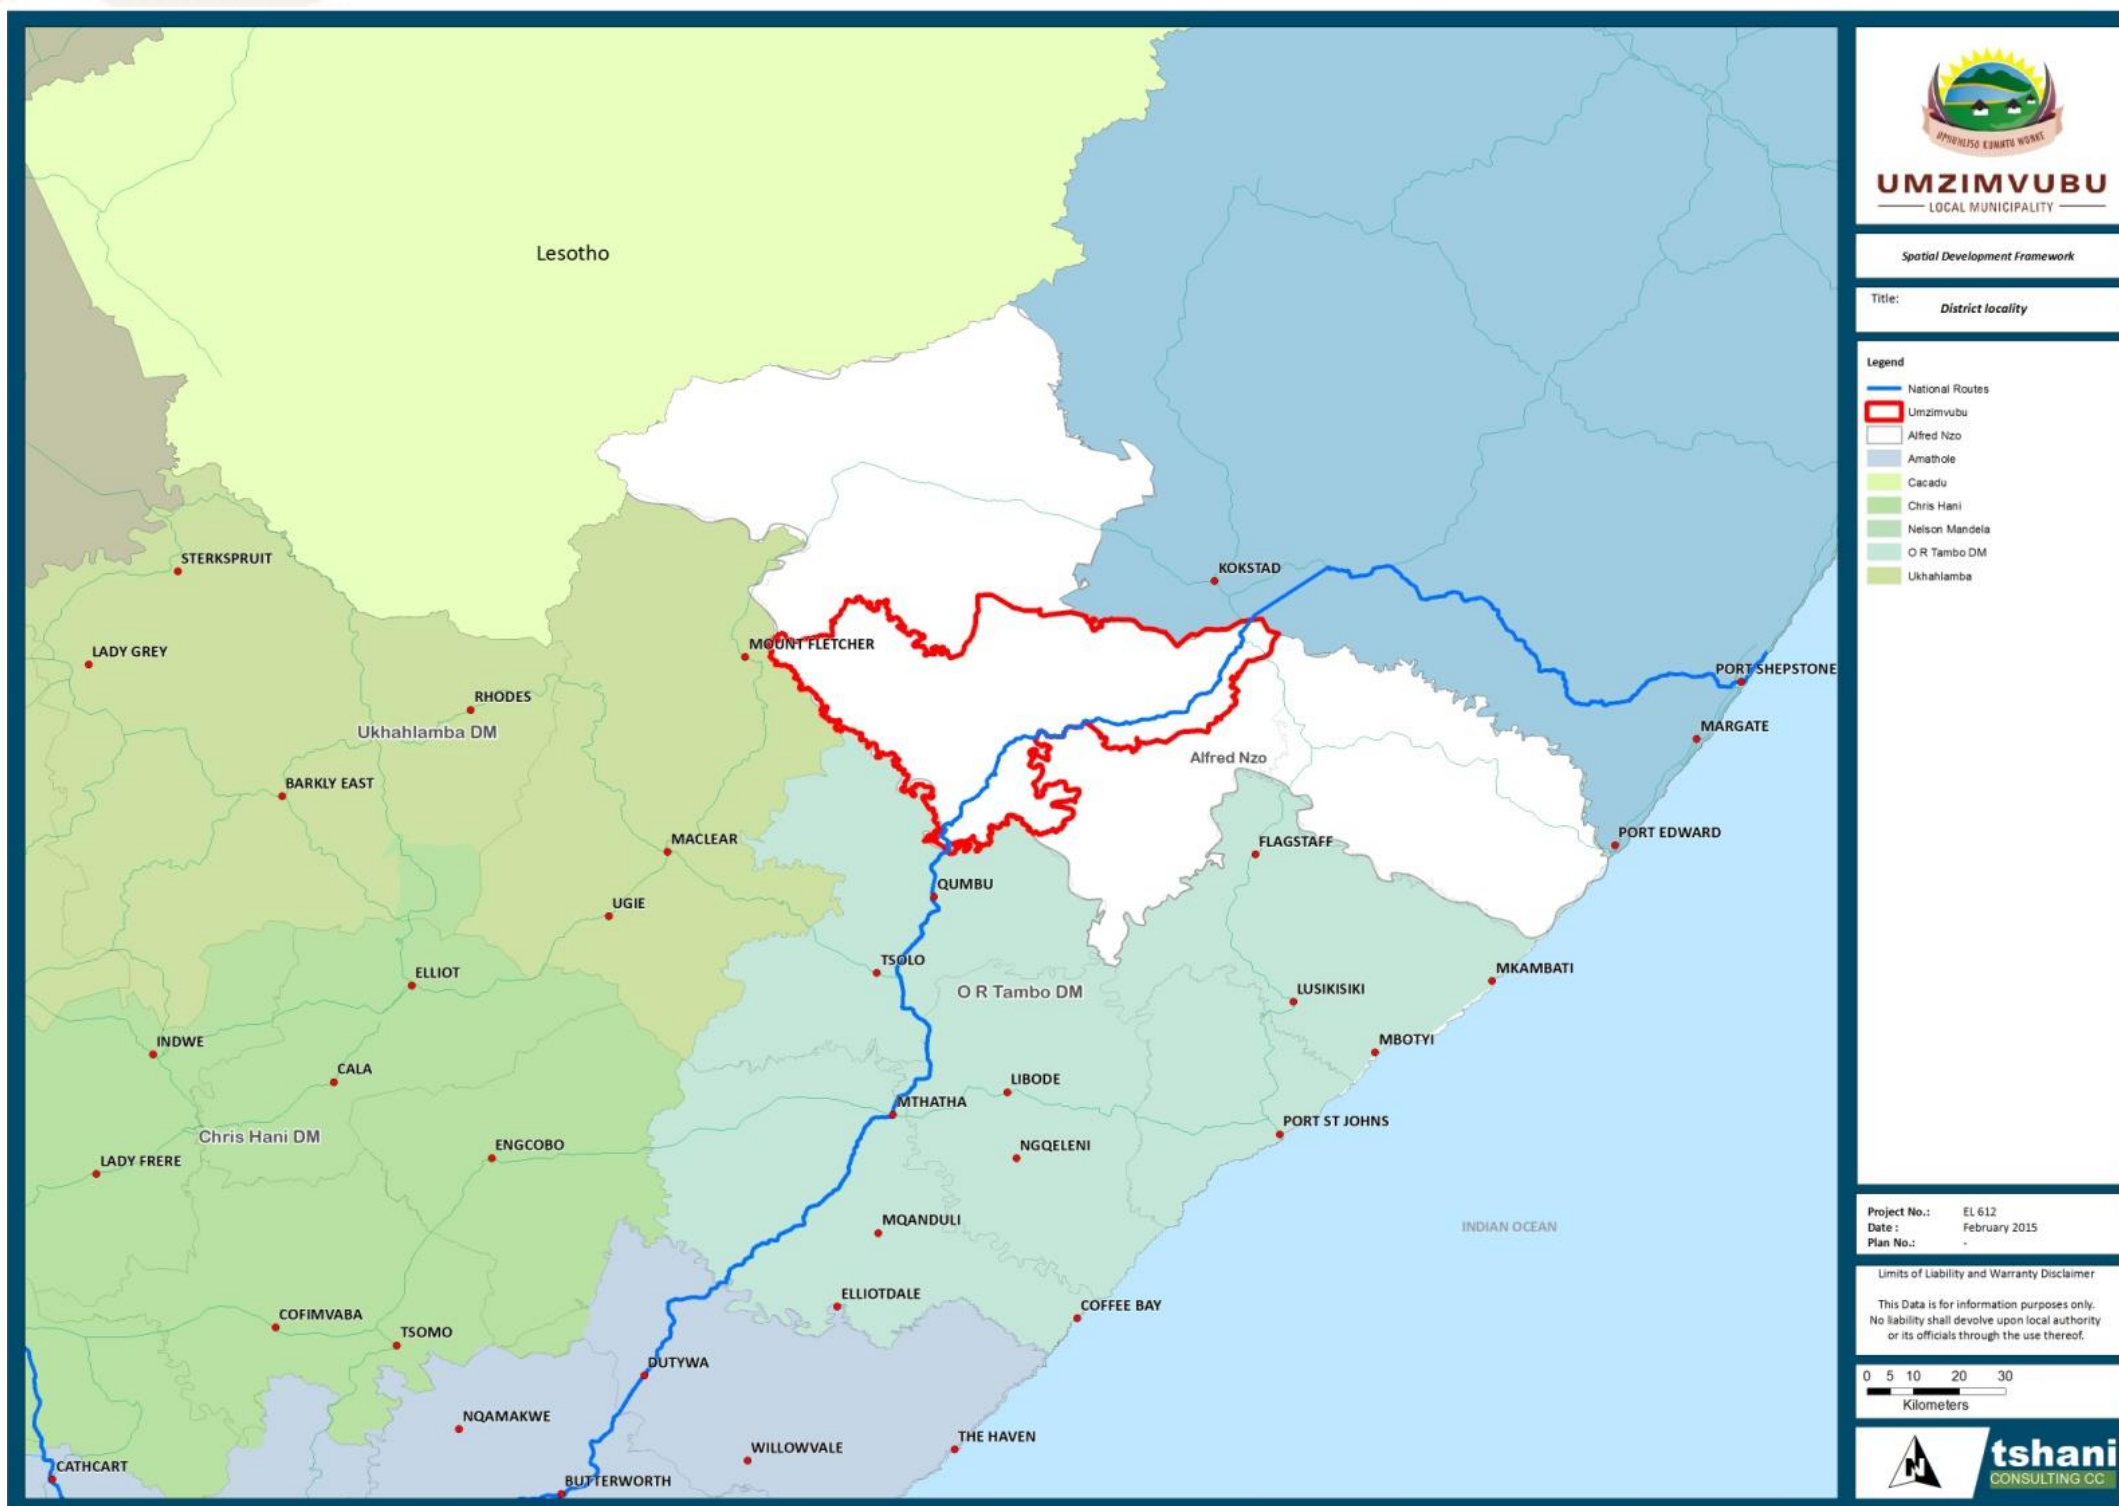 Lesotho
STERKSPRUIT
KOKSTAD
LADY GREY
MOUNT FLETCHER
RHODES
PORT SHEPSTONE
Ukhahlamba DM
MARGATE
Alfred Nzo
BARKLY EAST
MACLEAR
FLAGSTAFF
PORT EDWARD
QUMBU
UGIE
TSOLO
ELLIOT
MKAMBATI
O R Tambo DM
LUSIKISIKI
INDWE
MBOTYI
CALA
LIBODE
MTHATHA
PORT ST JOHNS
Chris Hani DM
ENGCOBO
NGQELENI
LADY FRERE
MQANDULI
INDIAN OCEAN
ELLIOTDALE
COFFEE BAY
COFIMVABA
TSOMO
DUTYWA
NQAMAKWE
THE HAVEN
WILLOWVALE
CATHCART
BUTTERWORTH
UPHUHLISO KUMNTU WONKE
UMZIMVUBU
LOCAL MUNICIPALITY
Spatial Development Framework
Title:
District locality
Legend
National Routes
Umzimvubu
Alfred Nzo
Amathole
Cacadu
Chris Hani
Nelson Mandela
O R Tambo DM
Ukhahlamba
Project No.: EL 612
Date : February 2015
Plan No.: -
Limits of Liability and Warranty Disclaimer
This Data is for information purposes only.
No liability shall devolve upon local authority
or its officials through the use thereof.
0 5 10 20 30
Kilometers
N
tshani
CONSULTING CC